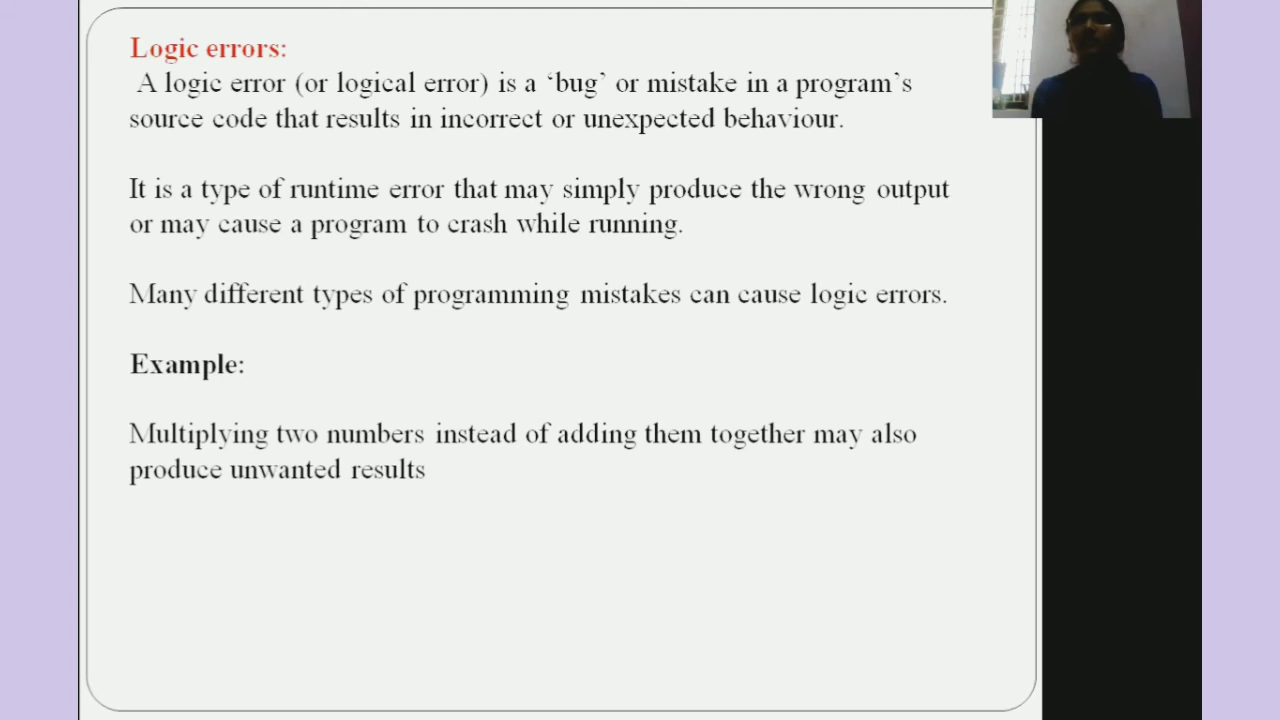 Logic errors:
A logic error (or logical error) is a ‘bug’ or mistake in a program’s
source code that results in incorrect or unexpected behaviour.
It is a type of runtime error that may simply produce the wrong output
or may cause a program to crash while running.
Many different types of programming mistakes can cause logic errors.
Example:
Multiplying two numbers instead of adding them together may also
produce unwanted results